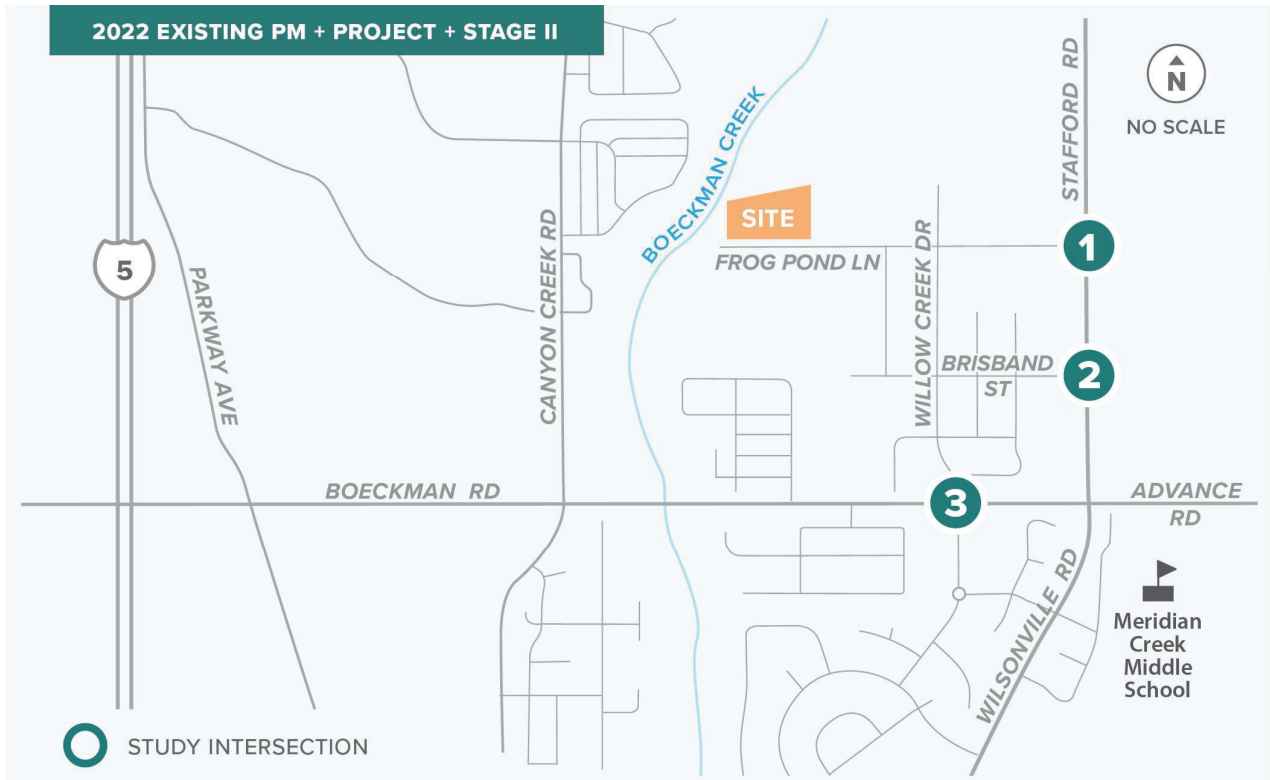 2022 EXISTING PM + PROJECT + STAGE II
N
NO SCALE
STAFFORD RD
BOECKMAN CREEK
SITE
FROG POND LN
1
5
PARKWAY AVE
CANYON CREEK RD
WILLOW CREEK DR
BRISBAND
ST
2
BOECKMAN RD
3
ADVANCE
RD
WILSONVILLE RD
Meridian
Creek
Middle
School
STUDY INTERSECTION